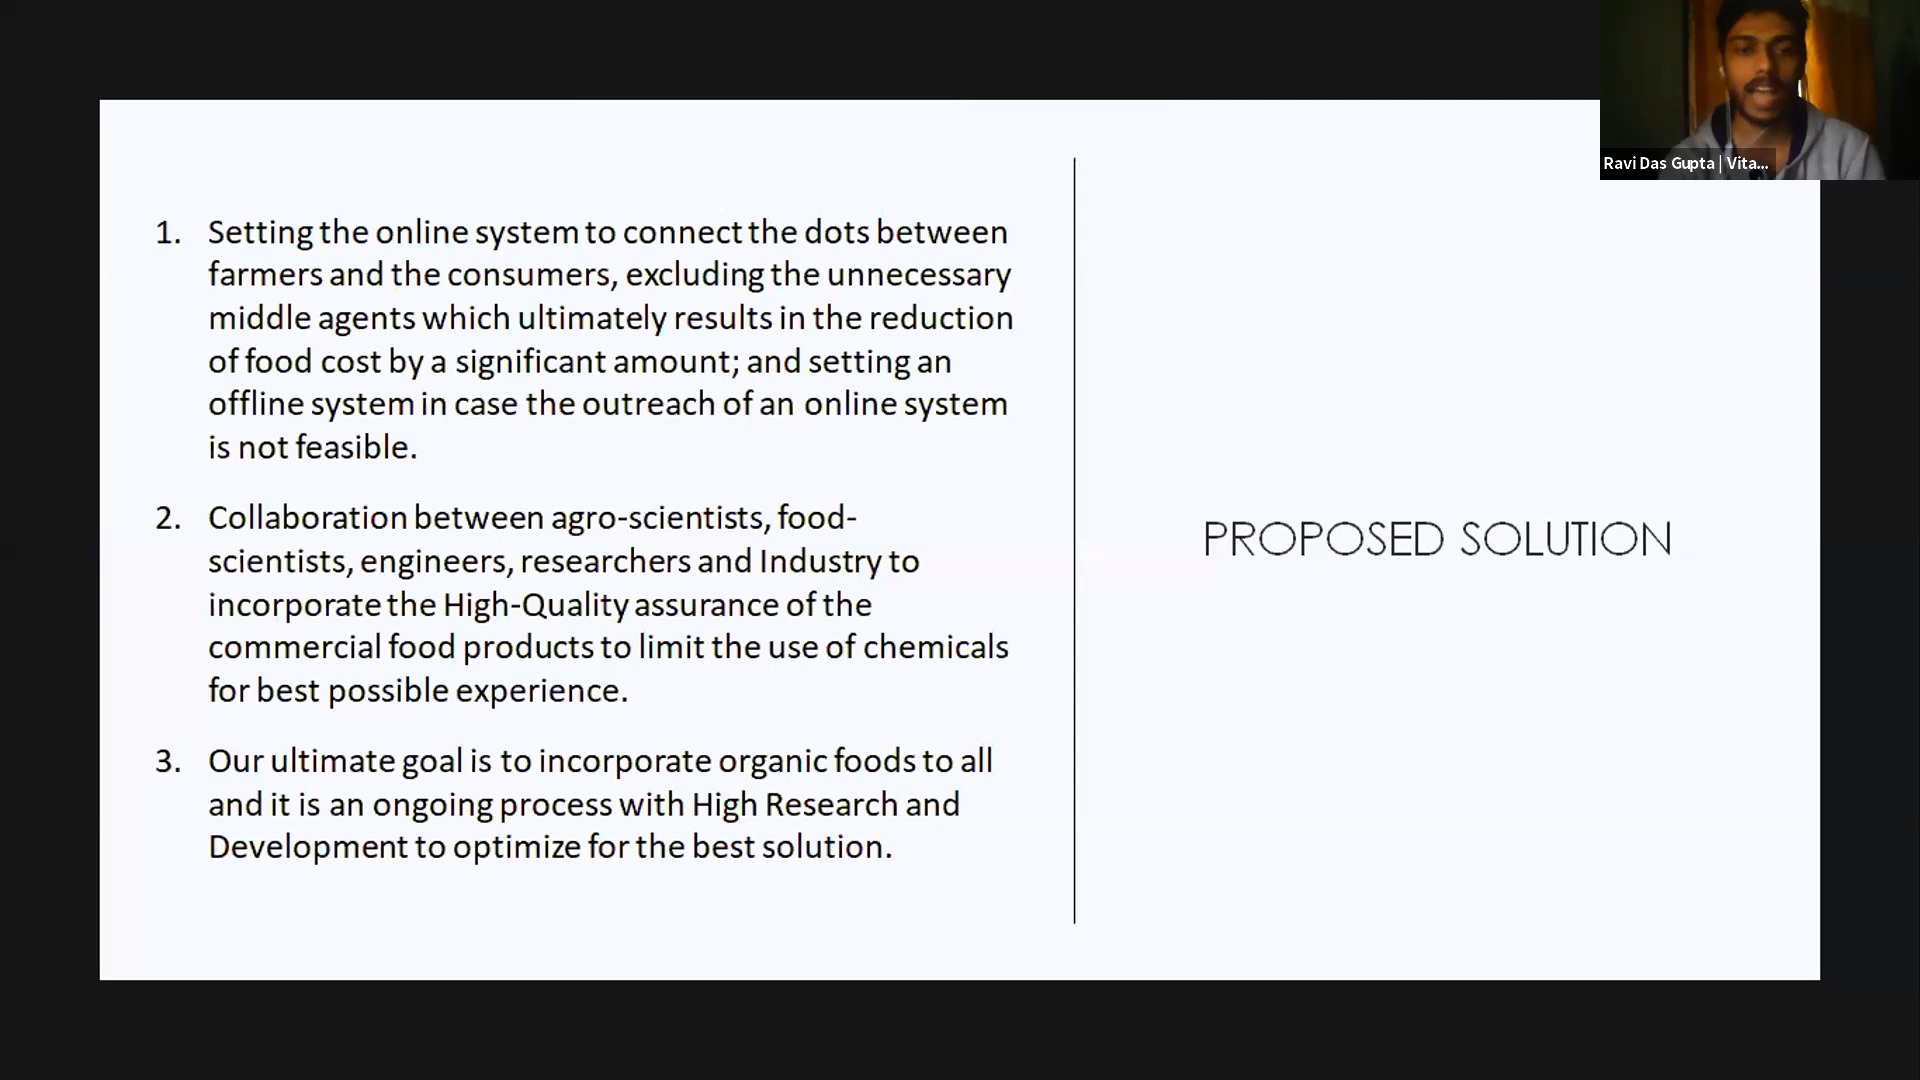 Ravi Das Gupta | Vita...
1. Setting the online system to connect the dots between
farmers and the consumers, excluding the unnecessary
middle agents which ultimately results in the reduction
of food cost by a significant amount; and setting an
offline system in case the outreach of an online system
is not feasible.
2. Collaboration between agro-scientists, food-
scientists, engineers, researchers and Industry to
incorporate the High-Quality assurance of the
commercial food products to limit the use of chemicals
for best possible experience.
3. Our ultimate goal is to incorporate organic foods to all
and it is an ongoing process with High Research and
Development to optimize for the best solution.
PROPOSED SOLUTION